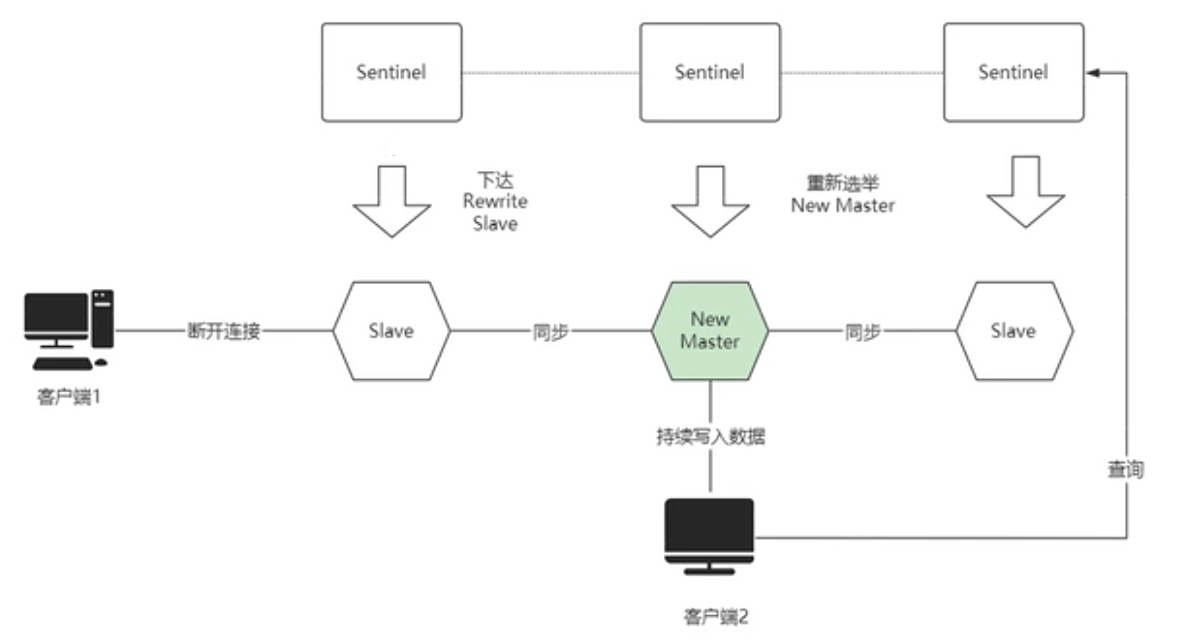 Sentinel
Sentinel
Sentinel
下达
Rewrite
Slave
重新选举
New Master
断开连接
Slave
同步
New
Master
同步
Slave
客户端1
持续写入数据
查询
客户端2